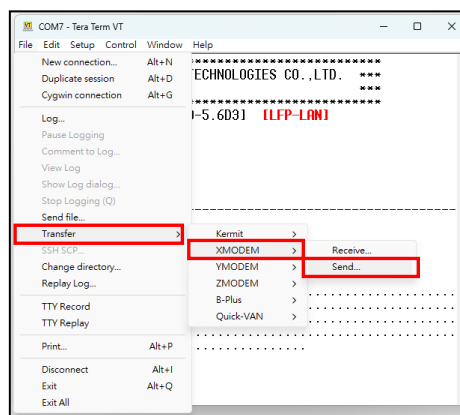 COM7 - Tera Term VT
File Edit Setup Control Window Help
New connection... Alt+N
Duplicate session Alt+D
Cygwin connection Alt+G
Log...
Pause Logging
Comment to Log...
View Log
Show Log dialog...
Stop Logging (Q)
Send file...
Transfer >
SSH SCP...
Change directory...
Replay Log...
TTY Record
TTY Replay
Print... Alt+P
Disconnect Alt+I
Exit Alt+Q
Exit All
Kermit >
XMODEM >
YMODEM >
ZMODEM >
B-Plus >
Quick-VAN >
Receive...
Send...
TECHNOLOGIES CO.,LTD. ***
***
-5.6D3] [LFP-LAN]